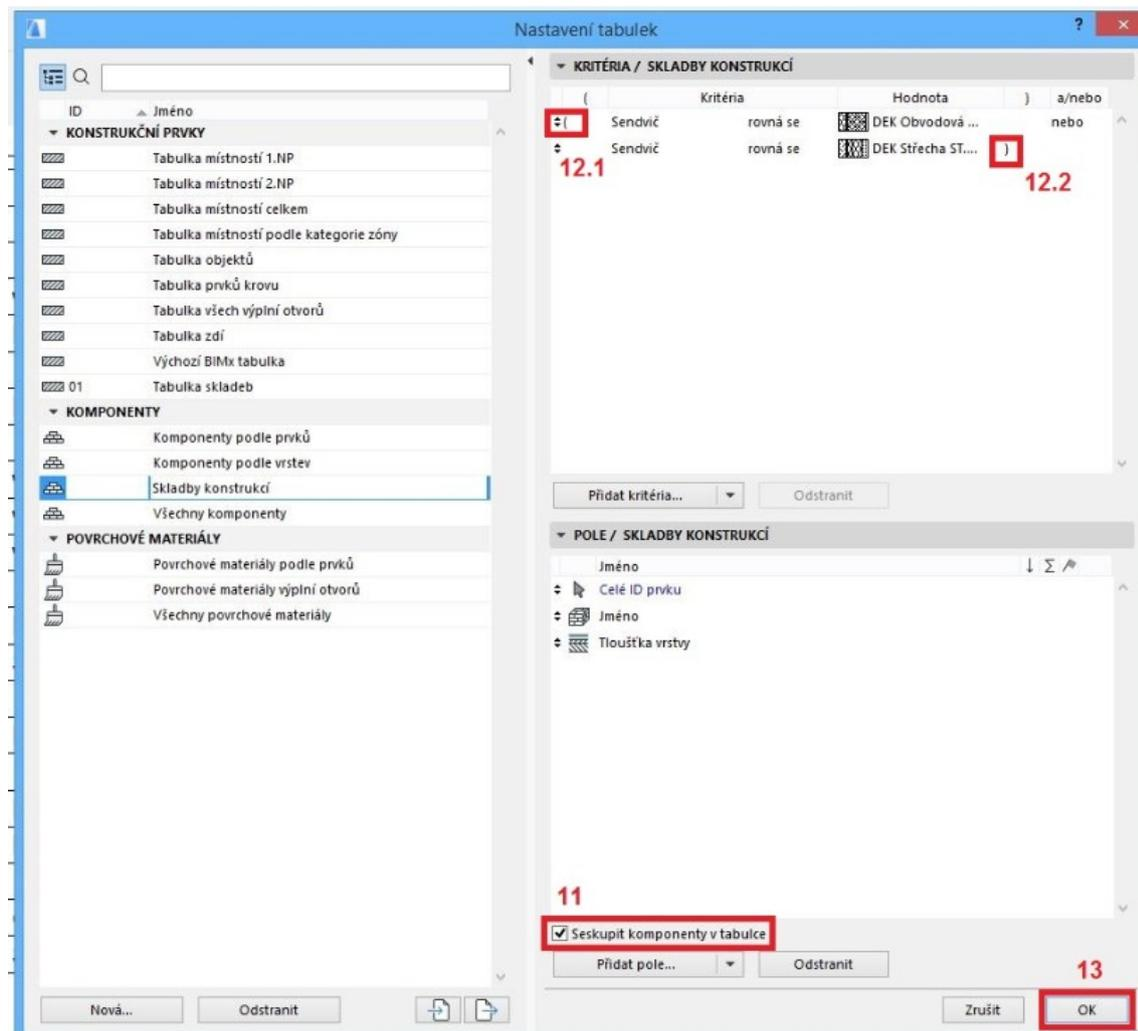 Nastavení tabulek
?
ID Jméno
KONSTRUKČNÍ PRVKY
Tabulka místností 1.NP
Tabulka místností 2.NP
Tabulka místností celkem
Tabulka místností podle kategorie zóny
Tabulka objektů
Tabulka prvků krovu
Tabulka všech výplní otvorů
Tabulka zdí
Výchozí BIMx tabulka
01 Tabulka skladeb
KOMPONENTY
Komponenty podle prvků
Komponenty podle vrstev
Skladby konstrukcí
Všechny komponenty
POVRCHOVÉ MATERIÁLY
Povrchové materiály podle prvků
Povrchové materiály výplní otvorů
Všechny povrchové materiály
Nová...
Odstranit
KRITÉRIA / SKLADBY KONSTRUKCÍ
( Kritéria Hodnota ) a/nebo
( Sendvič rovná se DEK Obvodová ... nebo
Sendvič rovná se DEK Střecha ST.... )
12.1
12.2
Přidat kritéria...
Odstranit
POLE / SKLADBY KONSTRUKCÍ
Jméno ↓ Σ
Celé ID prvku
Jméno
Tloušťka vrstvy
11
Seskupit komponenty v tabulce
Přidat pole...
Odstranit
13
Zrušit
OK